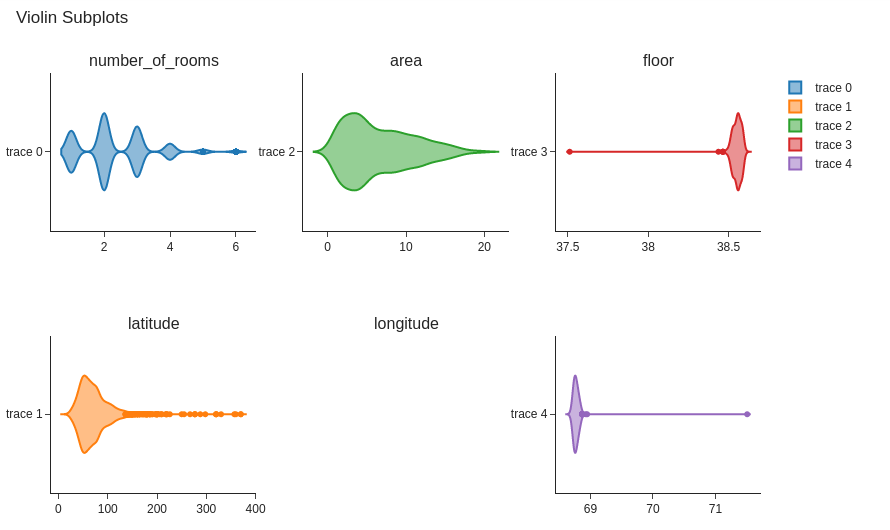 Violin Subplots
number_of_rooms
area
floor
trace 0
trace 1
trace 2
trace 3
trace 4
trace 0
trace 2
trace 3
2 4 6
0 10 20
37.5 38 38.5
latitude
longitude
trace 1
trace 4
0 100 200 300 400
69 70 71